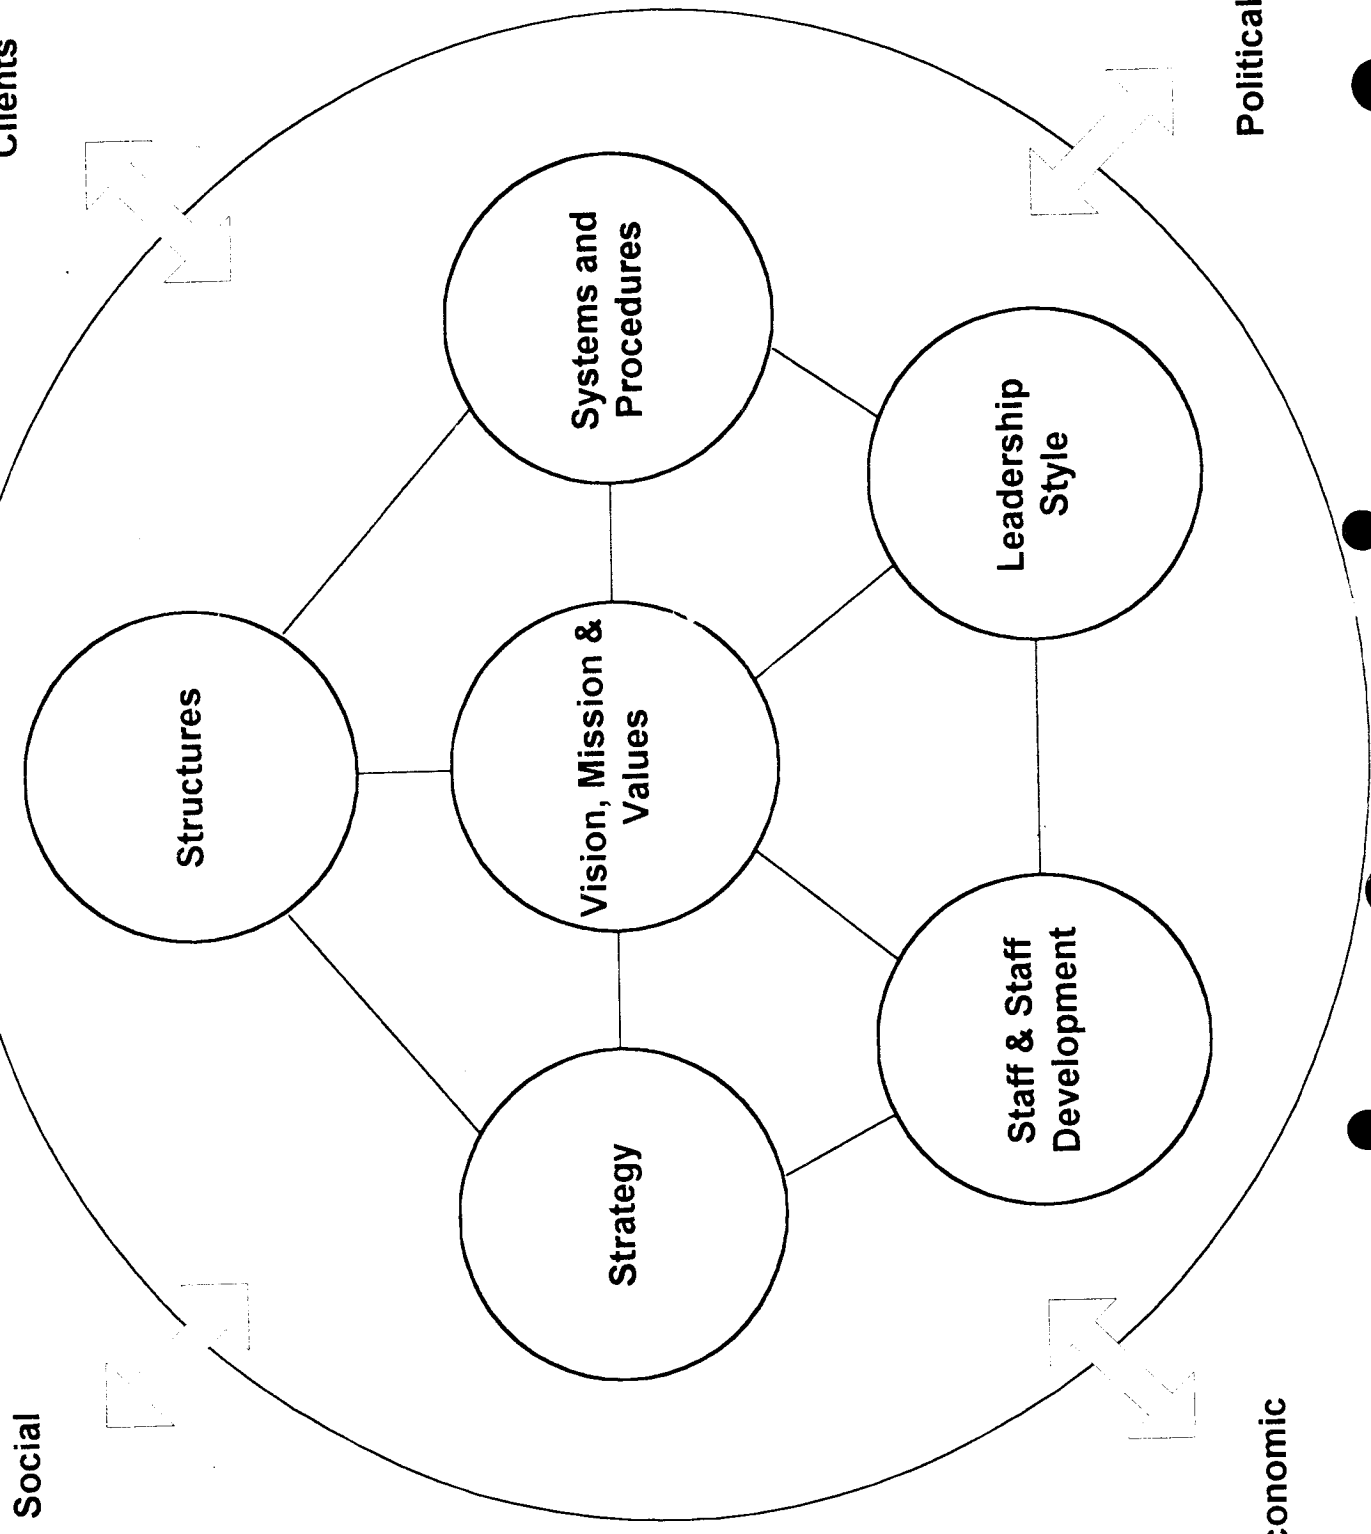 Social
Clients
Structures
Strategy
Vision, Mission &
Values
Systems and
Procedures
Staff & Staff
Development
Leadership
Style
conomic
Political